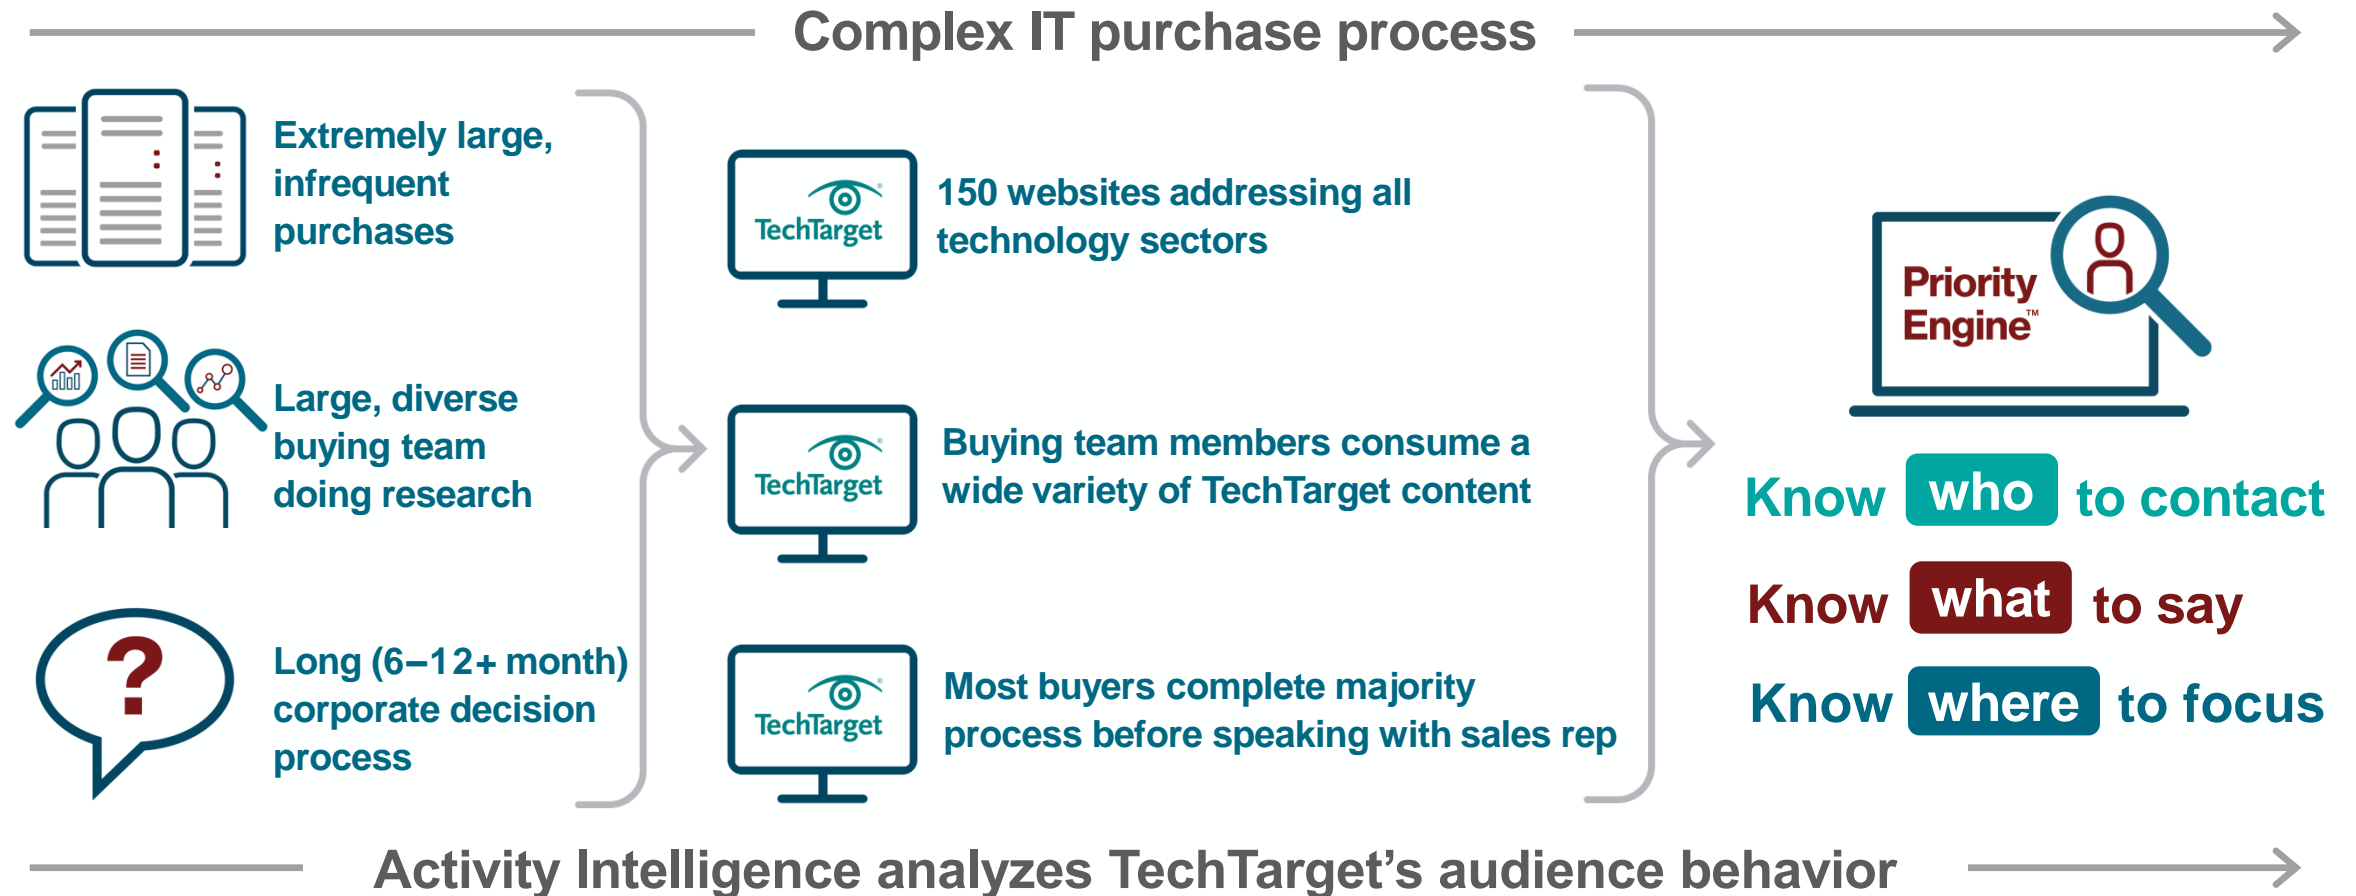 Complex IT purchase process
Extremely large,
infrequent
purchases
Large, diverse
buying team
doing research
?
Long (6–12+ month)
corporate decision
process
TechTarget
150 websites addressing all
technology sectors
TechTarget
Buying team members consume a
wide variety of TechTarget content
TechTarget
Most buyers complete majority
process before speaking with sales rep
Priority
Engine™
Know who to contact
Know what to say
Know where to focus
Activity Intelligence analyzes TechTarget’s audience behavior